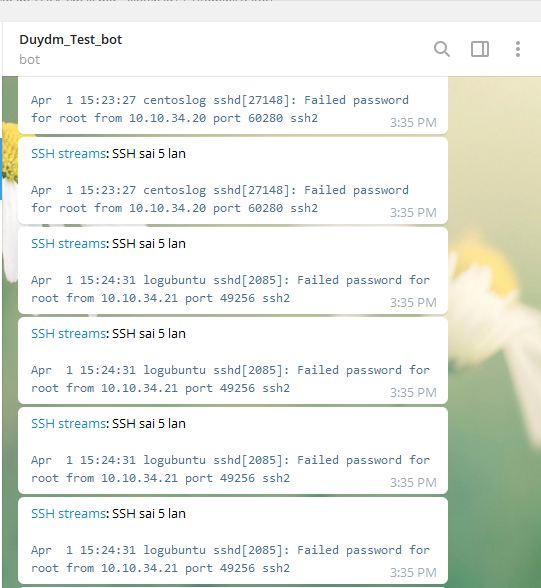 Duydm_Test_bot
bot
Apr  1 15:23:27 centoslog sshd[27148]: Failed password
for root from 10.10.34.20 port 60280 ssh2
3:35 PM
SSH streams: SSH sai 5 lan
Apr  1 15:23:27 centoslog sshd[27148]: Failed password
for root from 10.10.34.20 port 60280 ssh2
3:35 PM
SSH streams: SSH sai 5 lan
Apr  1 15:24:31 logubuntu sshd[2085]: Failed password for
root from 10.10.34.21 port 49256 ssh2
3:35 PM
SSH streams: SSH sai 5 lan
Apr  1 15:24:31 logubuntu sshd[2085]: Failed password for
root from 10.10.34.21 port 49256 ssh2
3:35 PM
SSH streams: SSH sai 5 lan
Apr  1 15:24:31 logubuntu sshd[2085]: Failed password for
root from 10.10.34.21 port 49256 ssh2
3:35 PM
SSH streams: SSH sai 5 lan
Apr  1 15:24:31 logubuntu sshd[2085]: Failed password for
root from 10.10.34.21 port 49256 ssh2
3:35 PM